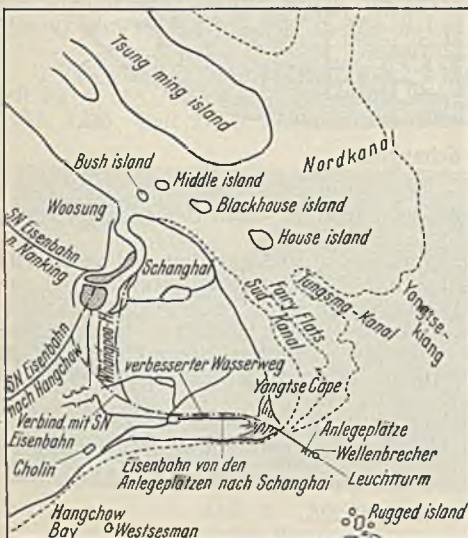 Tsung ming island
Nordkanal
Bush island
Middle island
Blackhouse island
House island
Woosung
SN Eisenbahn
n. Nanking
Schanghai
Whangpoo-H.
Süd-Kanal
Fairy Flats
Tungsma-kanal
Yangtse-
kiang
SN Eisenbahn
nach Hangchow
verbesserter Wasserweg
Yangtse Cape
Verbind. mit SN
Eisenbahn
Cholin
Anlegeplätze
Wellenbrecher
Leuchtturm
Eisenbahn von den
Anlegeplätzen nach Schanghai
Hangchow
Bay
Westsesman
Rugged island